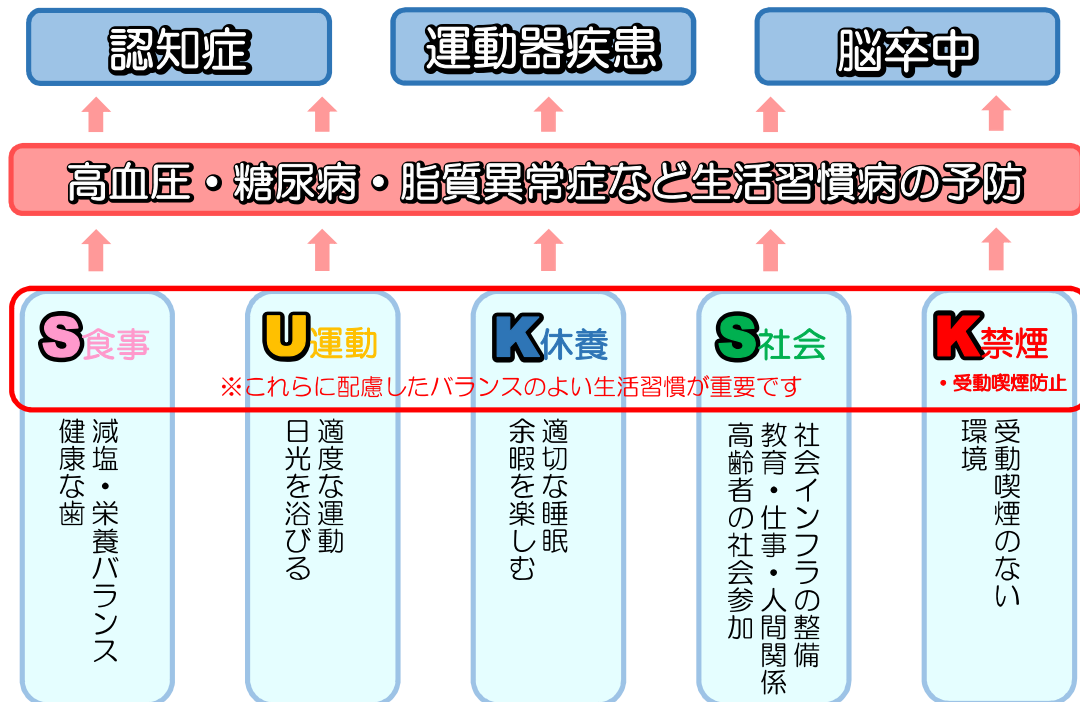 認知症
運動器疾患
脳卒中
高血圧・糖尿病・脂質異常症など生活習慣病の予防
S食事
U運動
K休養
S社会
K禁煙
・受動喫煙防止
※これらに配慮したバランスのよい生活習慣が重要です
減塩・栄養バランス
健康な歯
適度な運動
日光を浴びる
適切な睡眠
余暇を楽しむ
社会インフラの整備
教育・仕事・人間関係
高齢者の社会参加
受動喫煙のない
環境